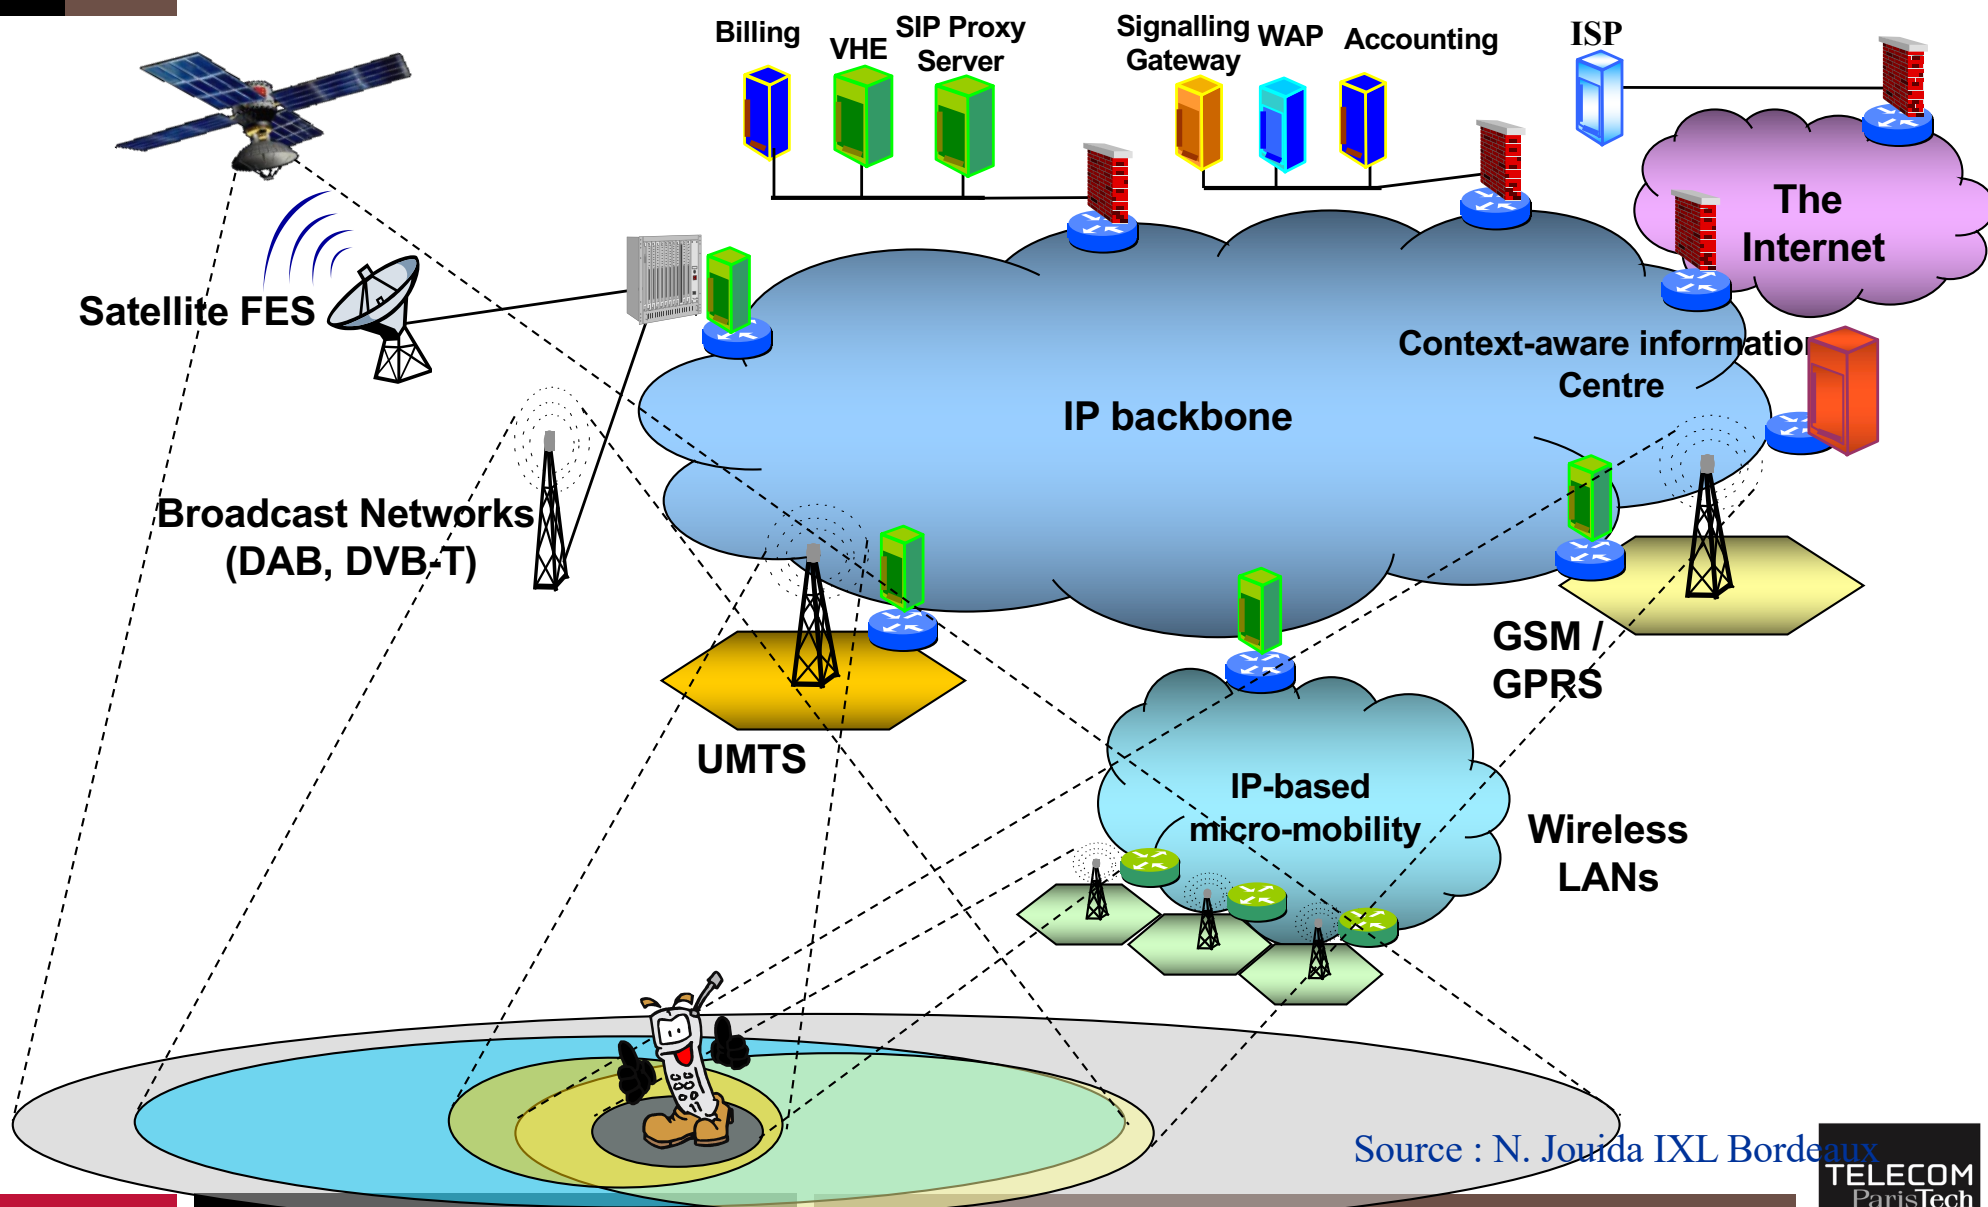 Billing
VHE
SIP Proxy
Server
Signalling
Gateway
WAP
Accounting
ISP
The
Internet
Satellite FES
Context-aware information
Centre
IP backbone
Broadcast Networks
(DAB, DVB-T)
GSM /
GPRS
UMTS
IP-based
micro-mobility
Wireless
LANs
Source : N. Jouida IXL Bordeaux
TELECOM
ParisTech